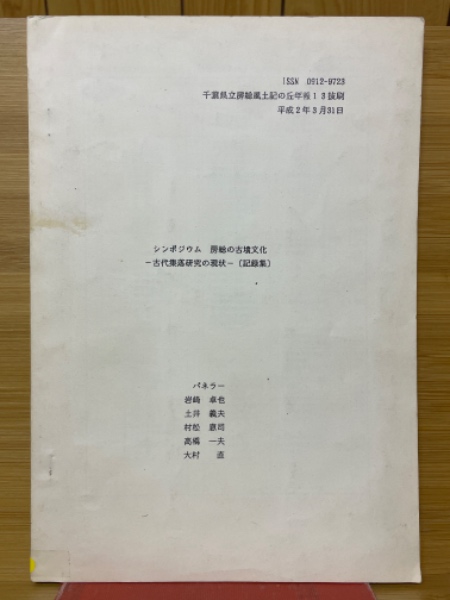 ISSN 0912-9723
千葉県立房総風土記の丘年報13抜刷
平成2年3月31日
シンポジウム 房総の古墳文化
－古代集落研究の現状－〔記録集〕
パネラー
岩崎 卓也
土井 義夫
村松 恵司
高橋 一夫
大村 直